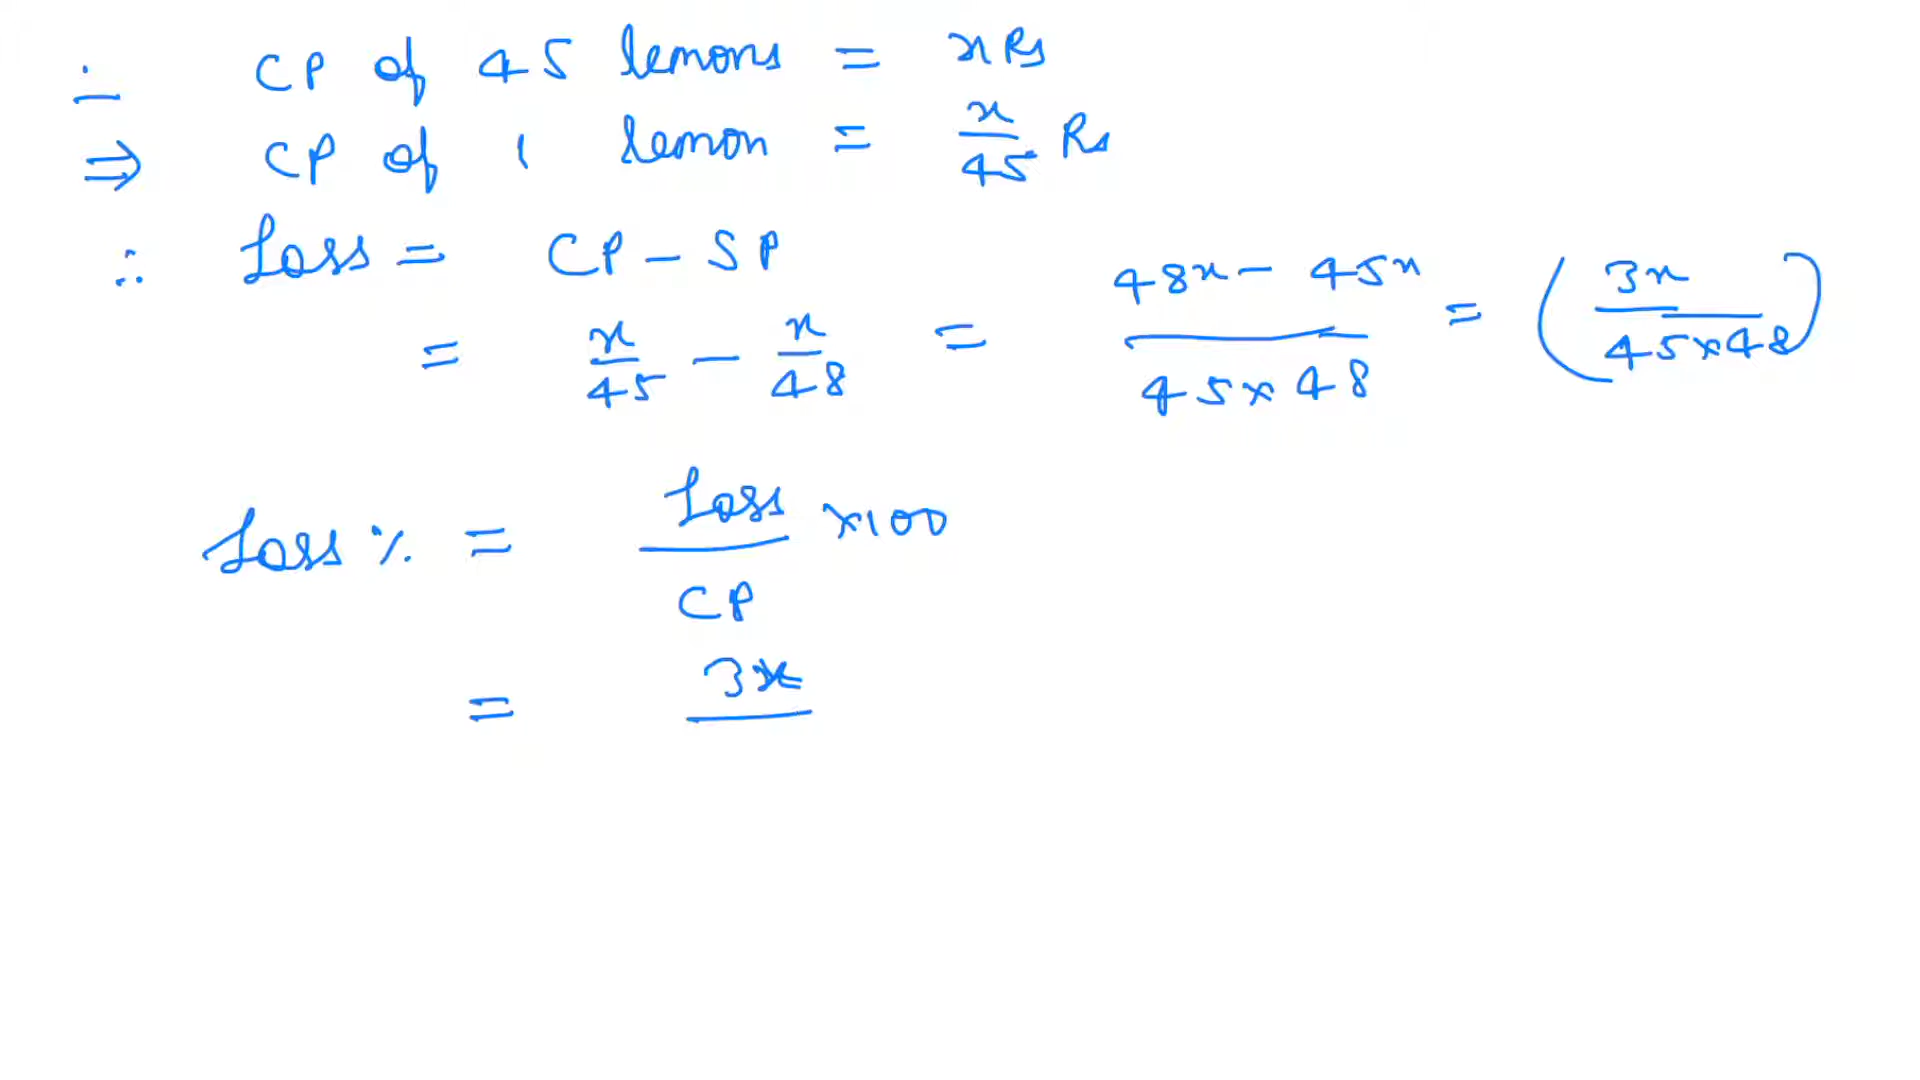 ∴ CP of 45 lemons = x Rs
⇒ CP of 1 lemon = x/45 Rs
∴ Loss = CP - SP
= x/45 - x/48 = (48x - 45x)/(45×48) = (3x/(45×48))
Loss % = Loss/CP ×100
= 3x/